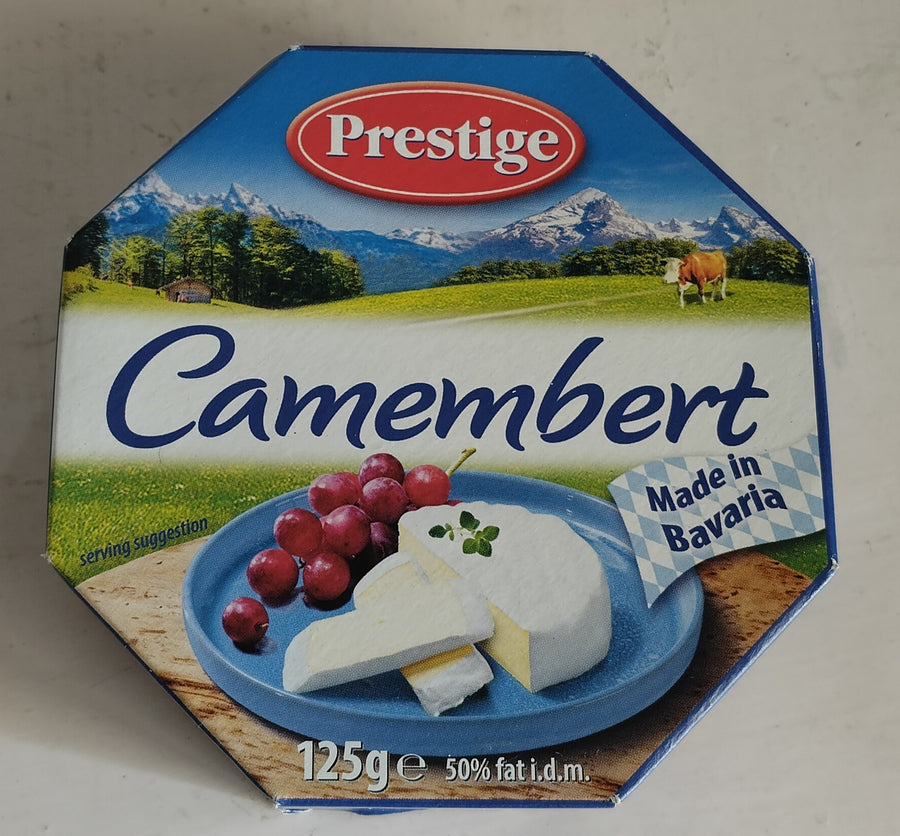 Prestige
Camembert
Made in
Bavaria
serving suggestion
125g ℮ 50% fat i.d.m.